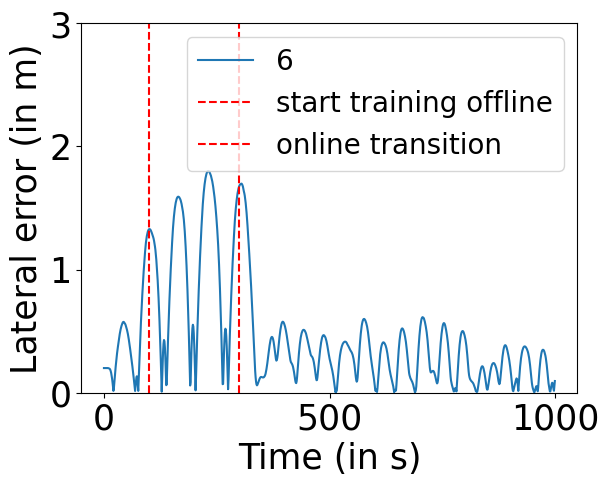 Lateral error (in m)
3
2
1
0
6
start training offline
online transition
0
500
1000
Time (in s)